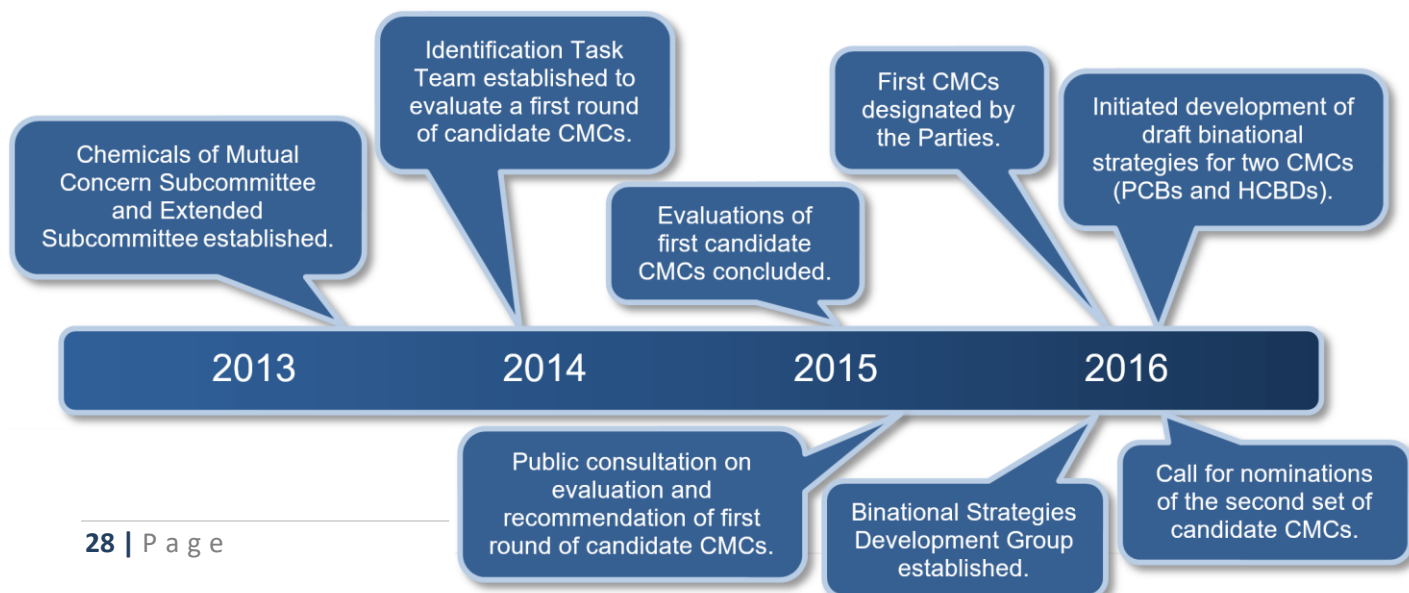 Chemicals of Mutual
Concern Subcommittee
and Extended
Subcommittee established.
Identification Task
Team established to
evaluate a first round
of candidate CMCs.
Evaluations of
first candidate
CMCs concluded.
First CMCs
designated by
the Parties.
Initiated development of
draft binational
strategies for two CMCs
(PCBs and HCBDs).
2013
2014
2015
2016
Public consultation on
evaluation and
recommendation of first
round of candidate CMCs.
Binational Strategies
Development Group
established.
Call for nominations
of the second set of
candidate CMCs.
28 | P a g e